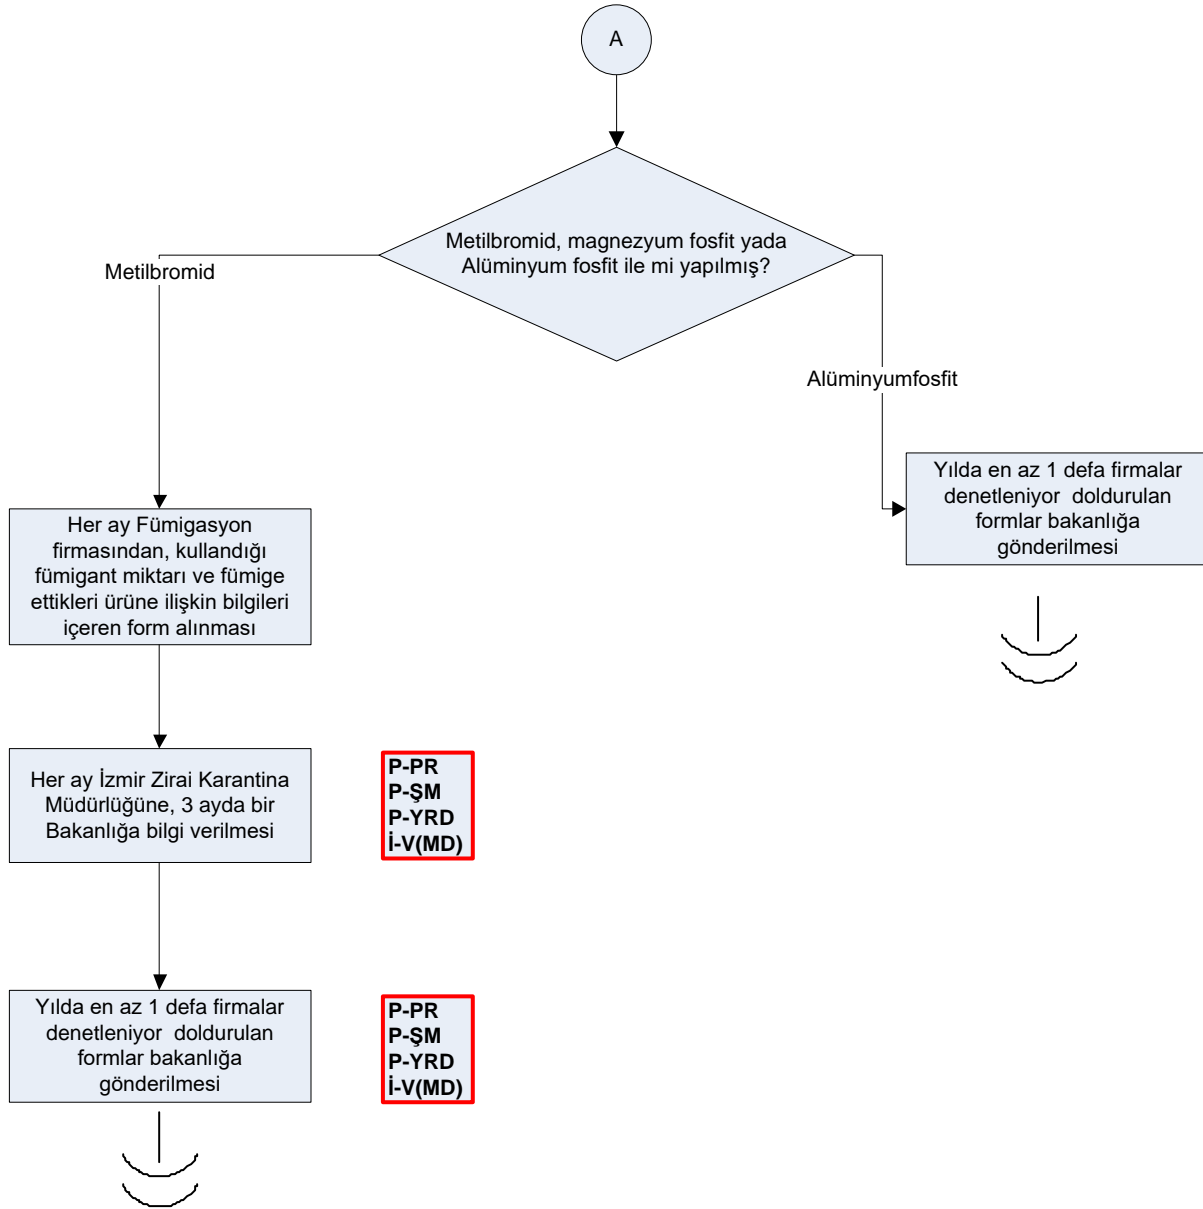 A
Metilbromid, magnezyum fosfit yada
Alüminyum fosfit ile mi yapılmış?
Metilbromid
Alüminyumfosfit
Yılda en az 1 defa firmalar
denetleniyor  doldurulan
formlar bakanlığa
gönderilmesi
Her ay Fümigasyon
firmasından, kullandığı
fümigant miktarı ve fümige
ettikleri ürüne ilişkin bilgileri
içeren form alınması
Her ay İzmir Zirai Karantina
Müdürlüğüne, 3 ayda bir
Bakanlığa bilgi verilmesi
P-PR
P-ŞM
P-YRD
İ-V(MD)
Yılda en az 1 defa firmalar
denetleniyor  doldurulan
formlar bakanlığa
gönderilmesi
P-PR
P-ŞM
P-YRD
İ-V(MD)